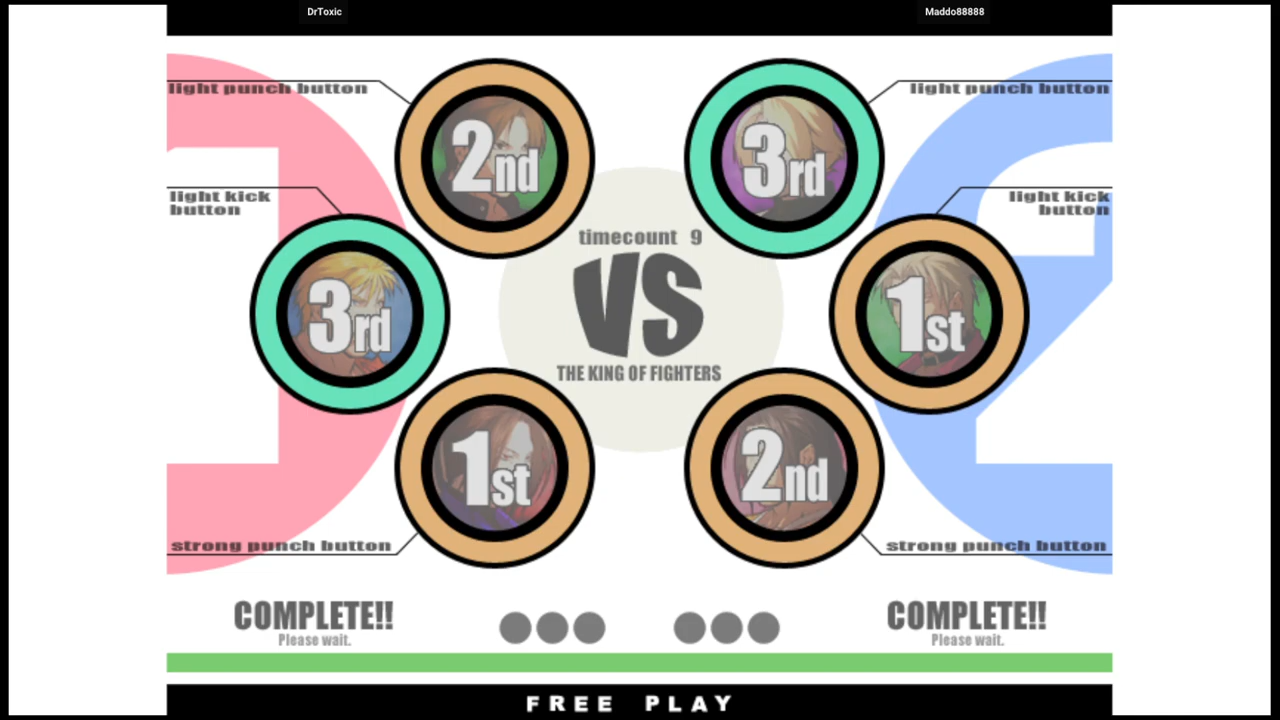 DrToxic
Maddo88888
light punch button
light punch button
2nd
3rd
light kick
button
light kick
button
timecount 9
VS
THE KING OF FIGHTERS
3rd
1st
1st
2nd
strong punch button
strong punch button
COMPLETE!!
Please wait.
COMPLETE!!
Please wait.
FREE PLAY